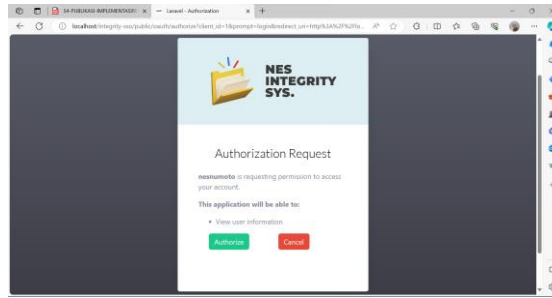 54-PUBLIKASI-IMPLEMENTASI
Laravel - Authorization
localhost/integrity-sso/public/oauth/authorize?client_id=1&prompt=login&redirect_uri=http%3A%2F%2Flo...
NES
INTEGRITY
SYS.
Authorization Request
nesnumoto is requesting permission to access
your account.
This application will be able to:
• View user information
Authorize
Cancel